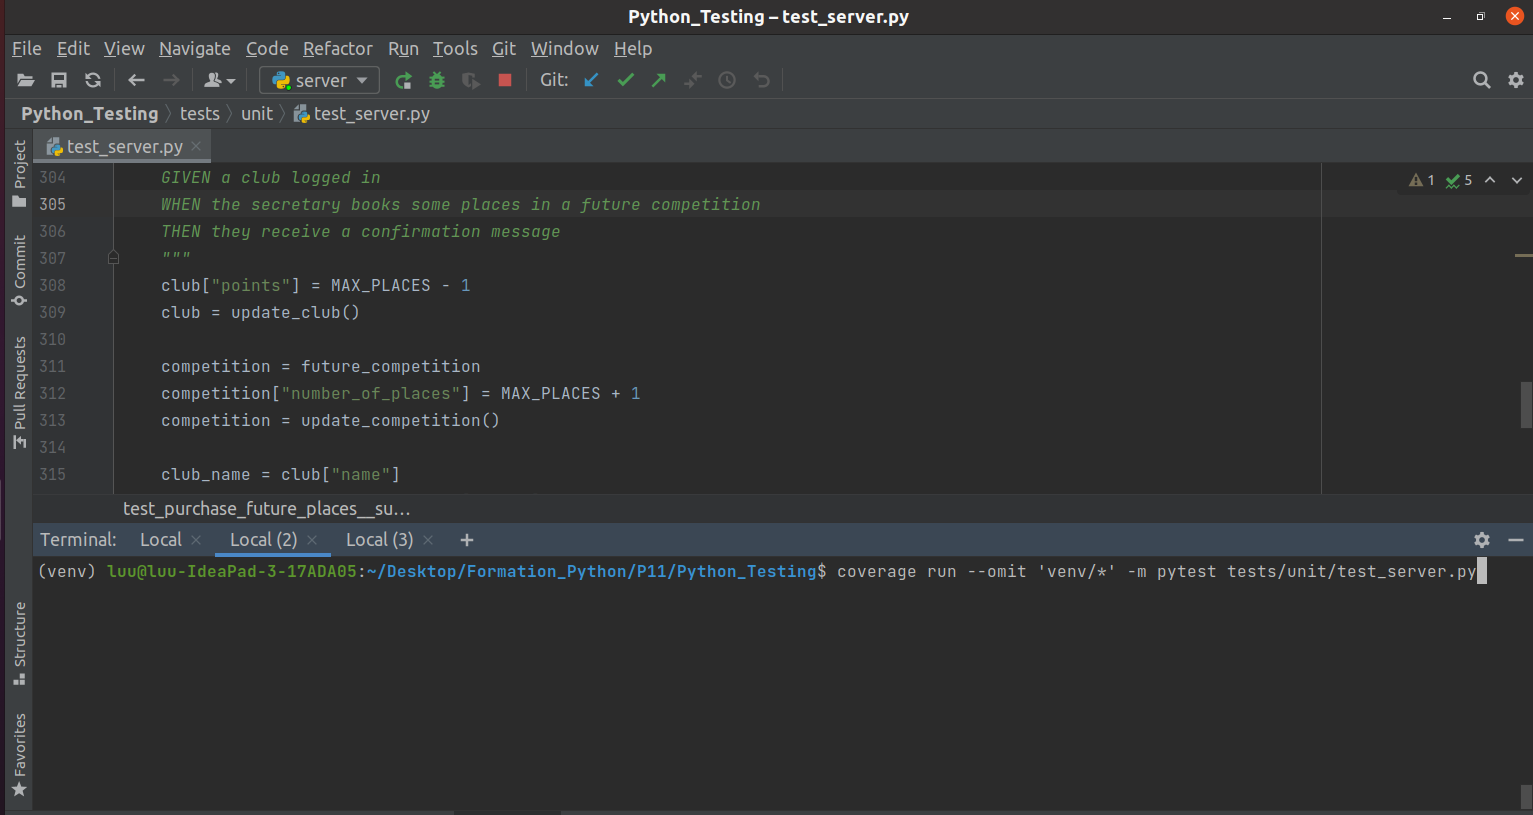 Python_Testing – test_server.py
File Edit View Navigate Code Refactor Run Tools Git Window Help
server Git:
Python_Testing tests unit test_server.py
test_server.py
Project
Commit
Pull Requests
Structure
Favorites
1 5
304 GIVEN a club logged in
305 WHEN the secretary books some places in a future competition
306 THEN they receive a confirmation message
307 """
308 club["points"] = MAX_PLACES - 1
309 club = update_club()
310
311 competition = future_competition
312 competition["number_of_places"] = MAX_PLACES + 1
313 competition = update_competition()
314
315 club_name = club["name"]
test_purchase_future_places__su...
Terminal: Local Local (2) Local (3) +
(venv) luu@luu-IdeaPad-3-17ADA05:~/Desktop/Formation_Python/P11/Python_Testing$ coverage run --omit 'venv/*' -m pytest tests/unit/test_server.py